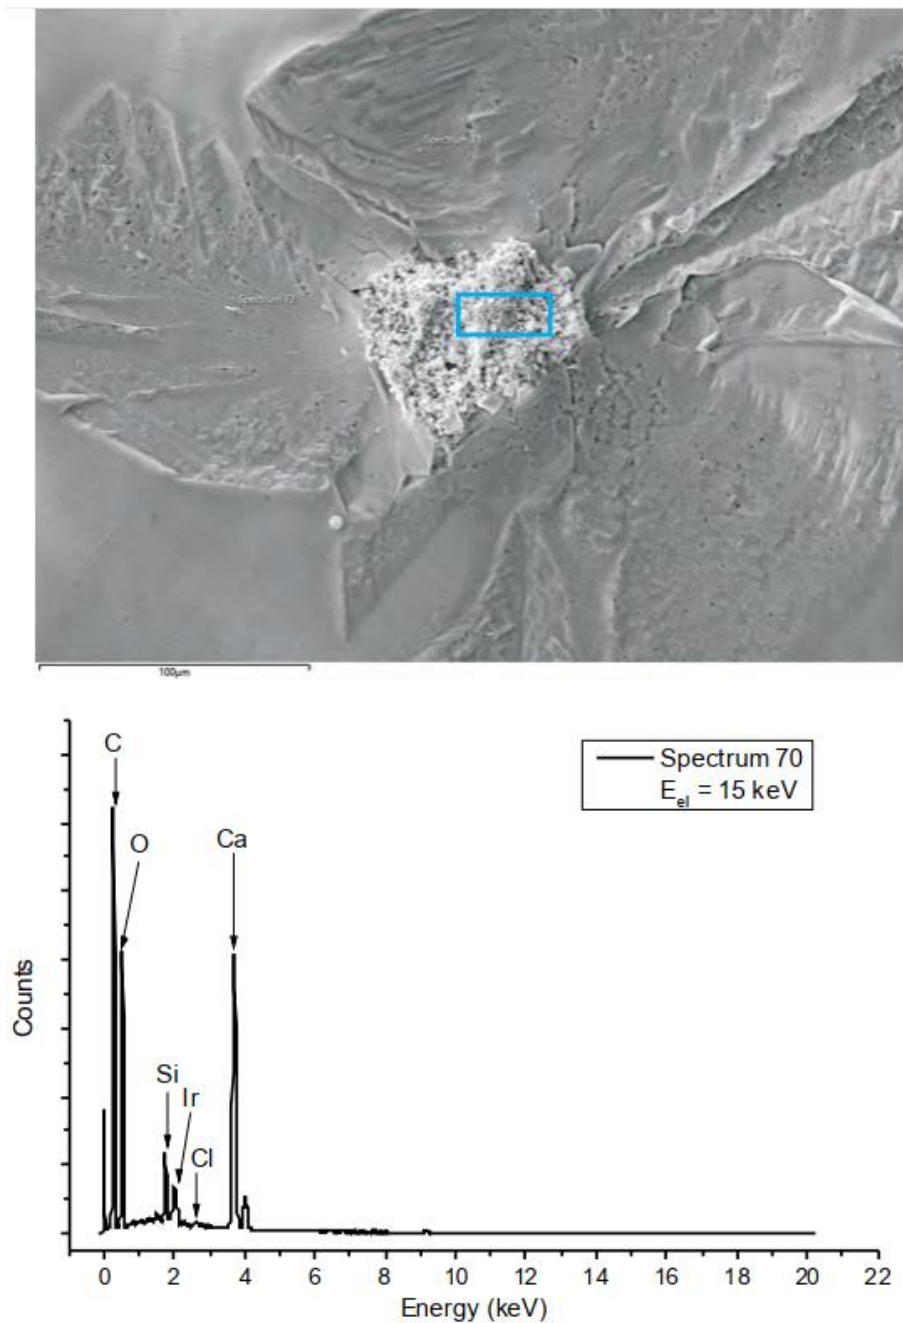 Spectrum 71
Spectrum 72
100µm
C
O
Ca
Si
Ir
Cl
Spectrum 70
E_el = 15 keV
Counts
0 2 4 6 8 10 12 14 16 18 20 22
Energy (keV)